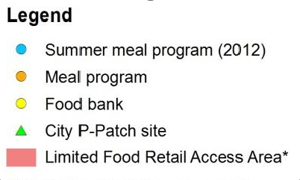 Legend
Summer meal program (2012)
Meal program
Food bank
City P-Patch site
Limited Food Retail Access Area*